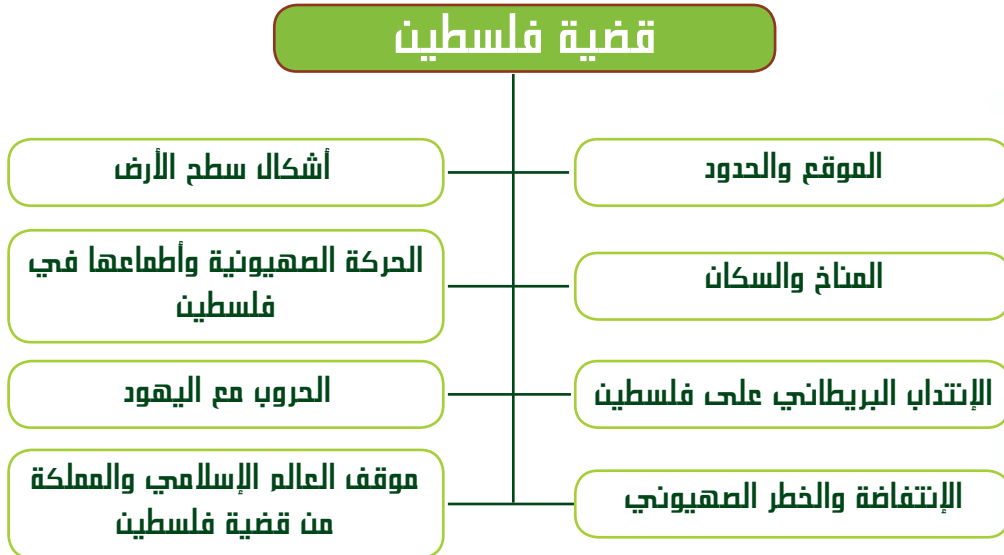 قضية فلسطين
الموقع والحدود
أشكال سطح الأرض
المناخ والسكان
الحركة الصهيونية وأطماعها في
فلسطين
الإنتداب البريطاني على فلسطين
الحروب مع اليهود
الإنتفاضة والخطر الصهيوني
موقف العالم الإسلامي والمملكة
من قضية فلسطين